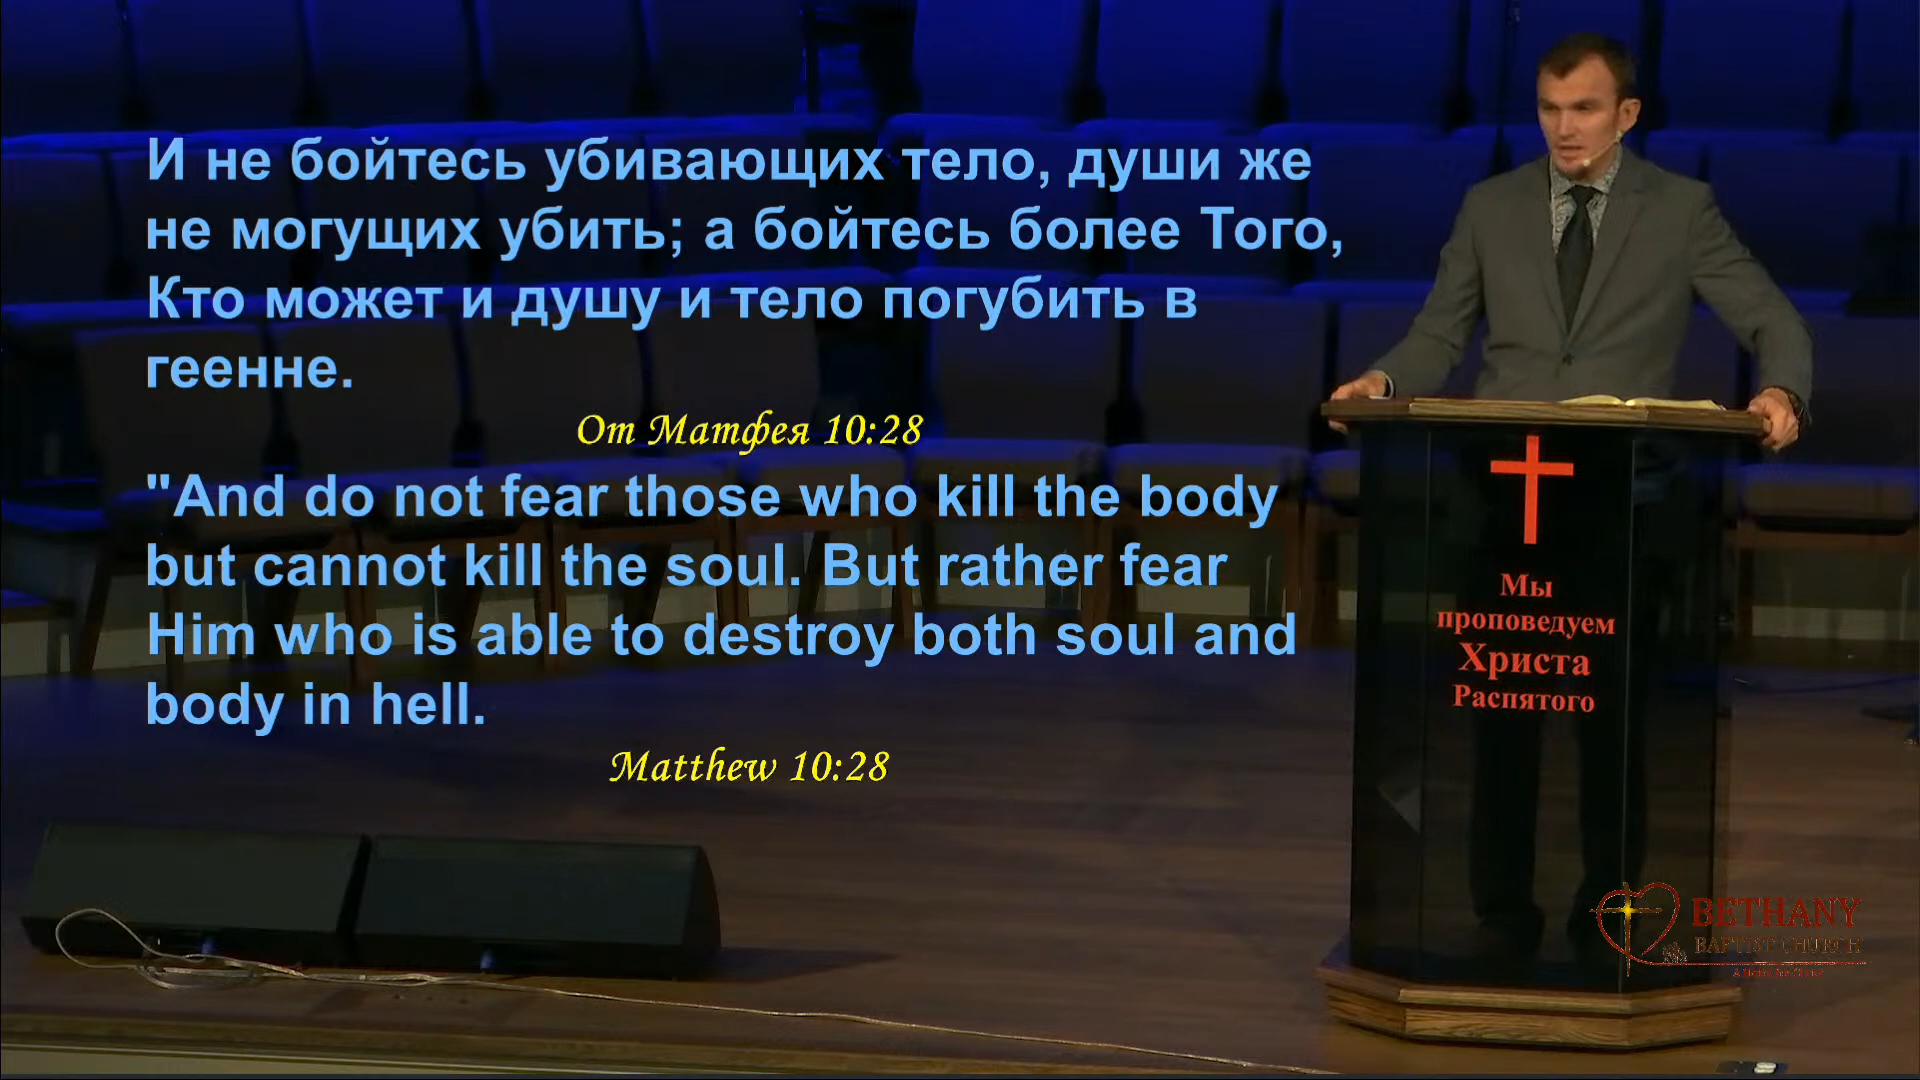 И не бойтесь убивающих тело, души же
не могущих убить; а бойтесь более Того,
Кто может и душу и тело погубить в
геенне.
От Матфея 10:28
"And do not fear those who kill the body
but cannot kill the soul. But rather fear
Him who is able to destroy both soul and
body in hell.
Matthew 10:28
Мы
проповедуем
Христа
Распятого
BETHANY
BAPTIST CHURCH